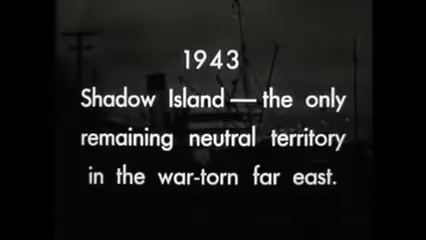 1943
Shadow Island — the only
remaining neutral territory
in the war-torn far east.